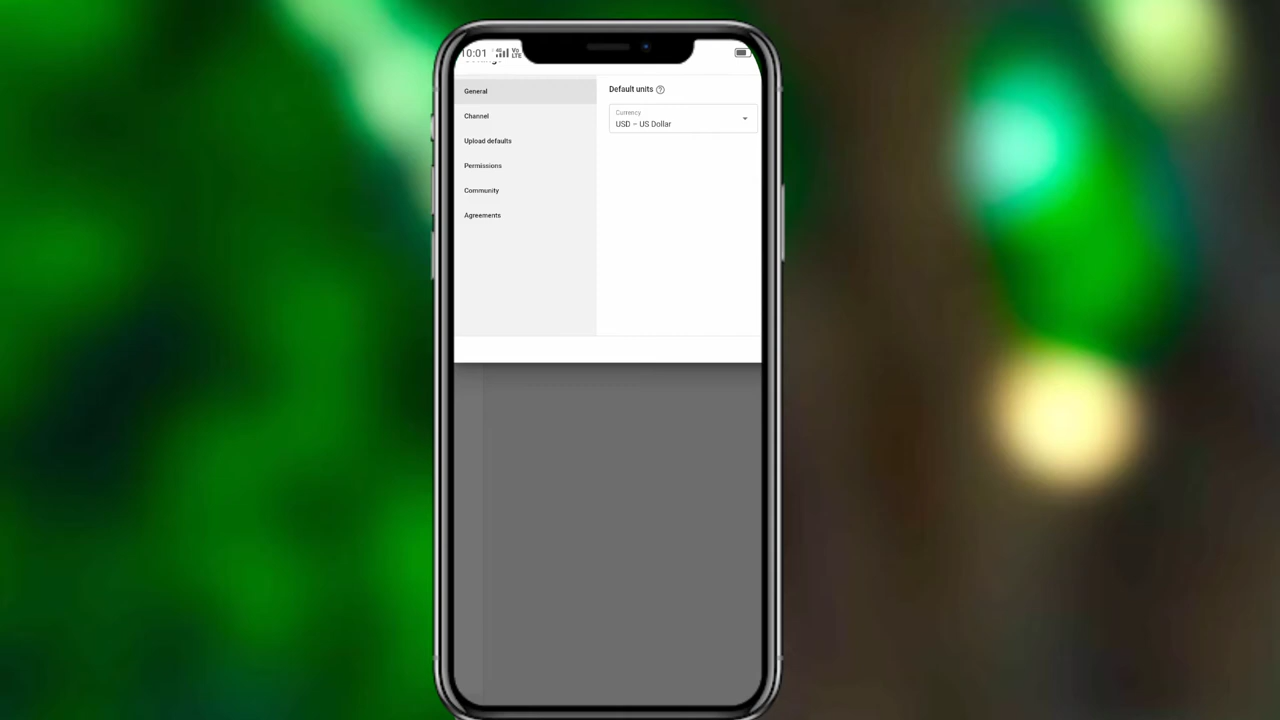 10:01
General
Default units
Currency
USD – US Dollar
Channel
Upload defaults
Permissions
Community
Agreements